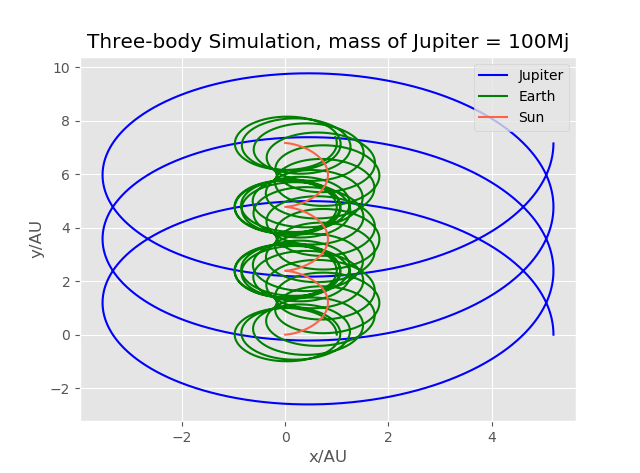 Three-body Simulation, mass of Jupiter = 100Mj
Jupiter
Earth
Sun
10
8
6
4
2
0
−2
y/AU
−2
0
2
4
x/AU